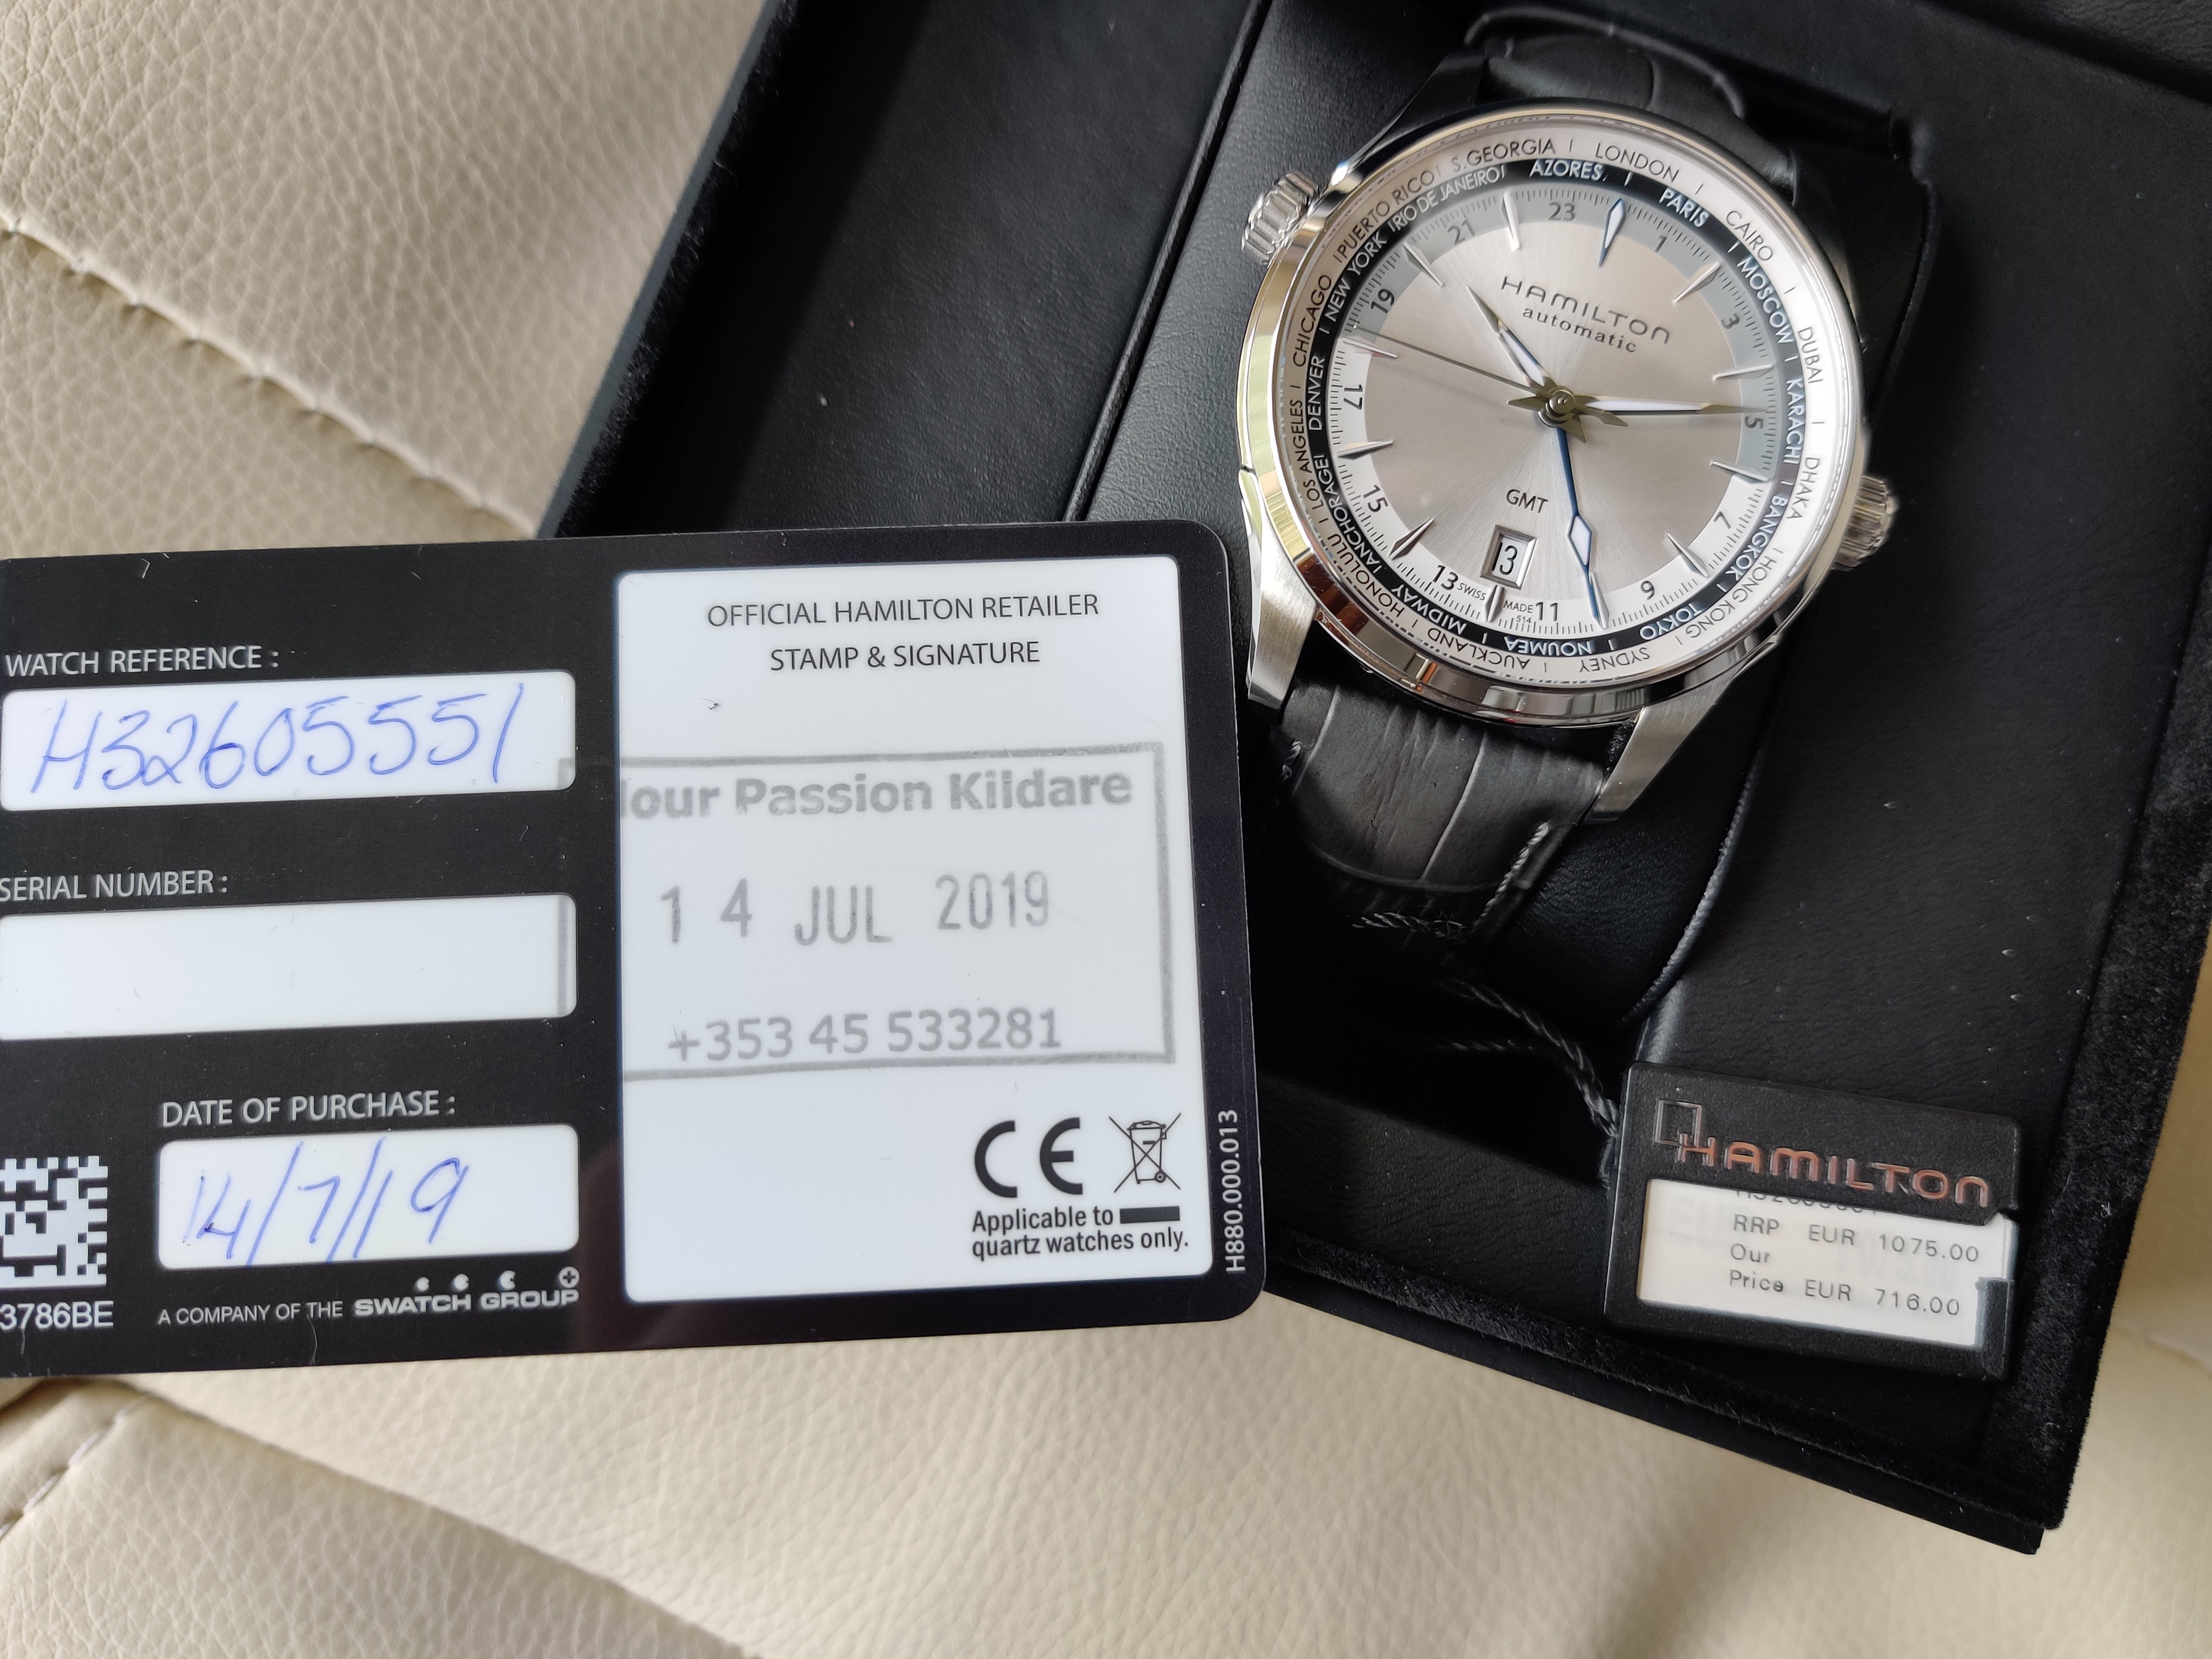 WATCH REFERENCE :
H32605551
SERIAL NUMBER :
DATE OF PURCHASE :
14/7/19
3786BE
A COMPANY OF THE SWATCH GROUP
OFFICIAL HAMILTON RETAILER
STAMP & SIGNATURE
our Passion Kildare
14 JUL 2019
+353 45 533281
CE
Applicable to
quartz watches only.
H880.000.013
S.GEORGIA
LONDON
CAIRO
DUBAI
DHAKA
HONG KONG
SYDNEY
AUCKLAND
HONOLULU
LOS ANGELES
CHICAGO
PUERTO RICO
AZORES
PARIS
MOSCOW
KARACHI
BANGKOK
TOKYO
NOUMEA
MIDWAY
ANCHORAGE
DENVER
NEW YORK
RIO DE JANEIRO
23
1
3
5
7
9
11
13
15
17
19
21
HAMILTON
automatic
GMT
13
SWISS MADE
514
HAMILTON
RRP EUR 1075.00
Our
Price EUR 716.00